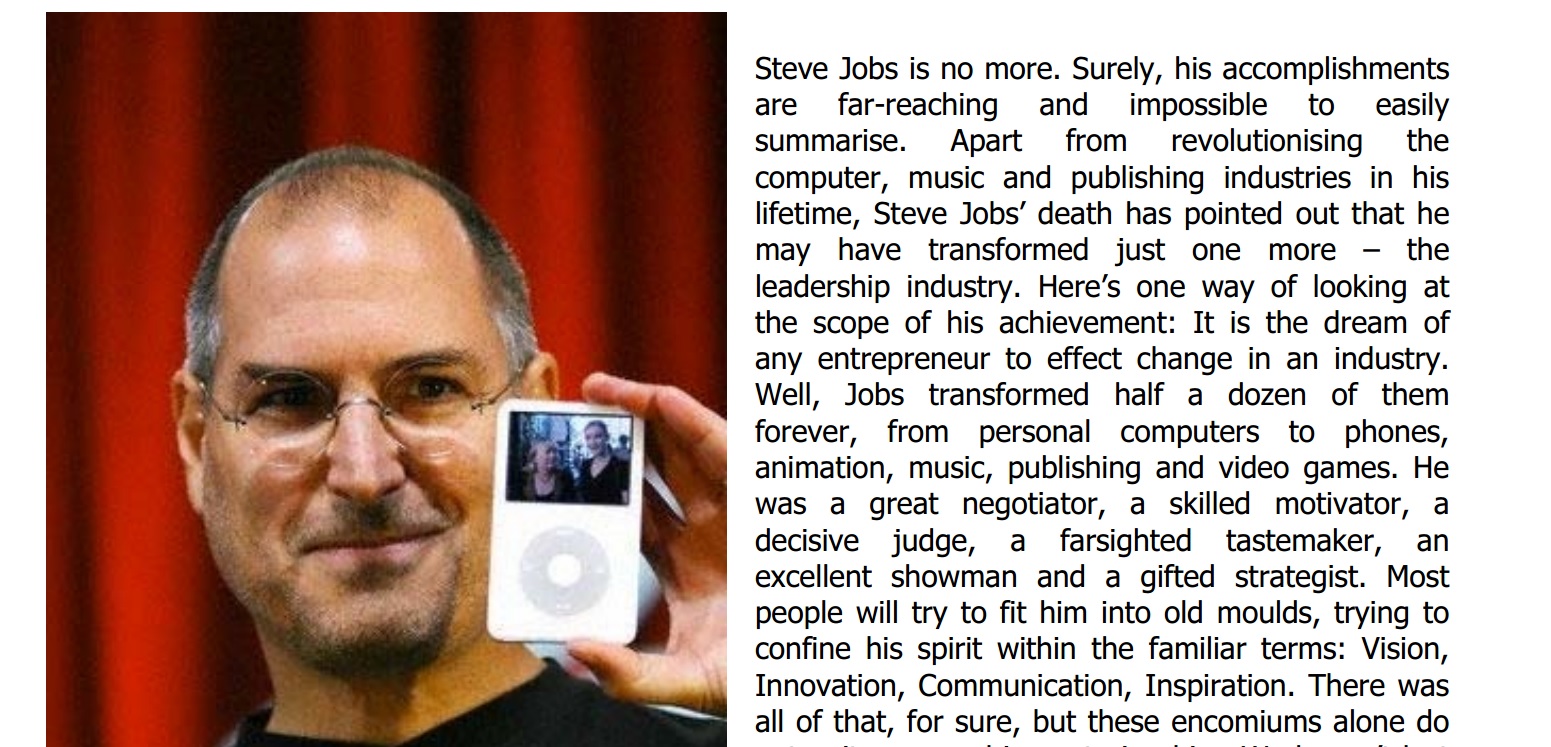 Steve Jobs is no more. Surely, his accomplishments
are far-reaching and impossible to easily
summarise. Apart from revolutionising the
computer, music and publishing industries in his
lifetime, Steve Jobs’ death has pointed out that he
may have transformed just one more – the
leadership industry. Here’s one way of looking at
the scope of his achievement: It is the dream of
any entrepreneur to effect change in an industry.
Well, Jobs transformed half a dozen of them
forever, from personal computers to phones,
animation, music, publishing and video games. He
was a great negotiator, a skilled motivator, a
decisive judge, a farsighted tastemaker, an
excellent showman and a gifted strategist. Most
people will try to fit him into old moulds, trying to
confine his spirit within the familiar terms: Vision,
Innovation, Communication, Inspiration. There was
all of that, for sure, but these encomiums alone do